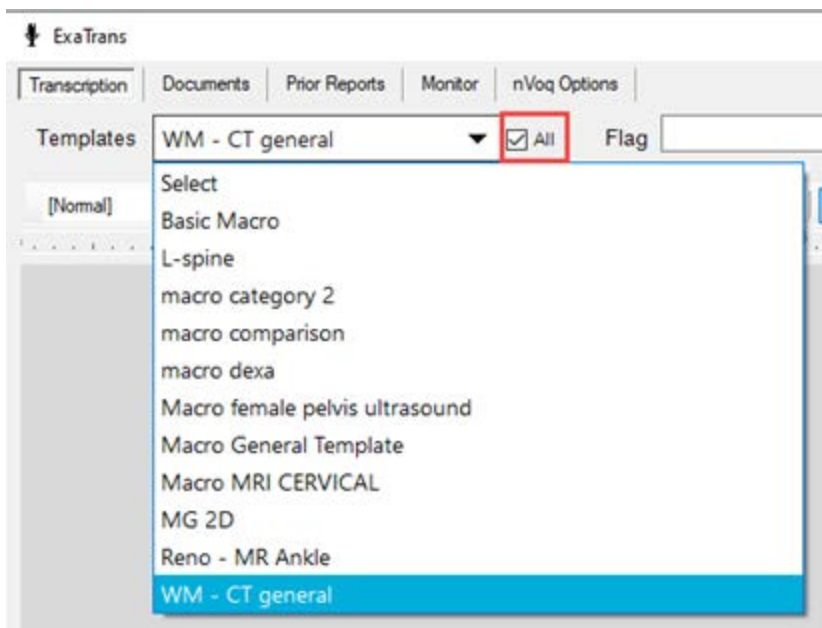 ExaTrans
Transcription Documents Prior Reports Monitor nVoq Options
Templates WM - CT general All Flag
[Normal]
Select
Basic Macro
L-spine
macro category 2
macro comparison
macro dexa
Macro female pelvis ultrasound
Macro General Template
Macro MRI CERVICAL
MG 2D
Reno - MR Ankle
WM - CT general